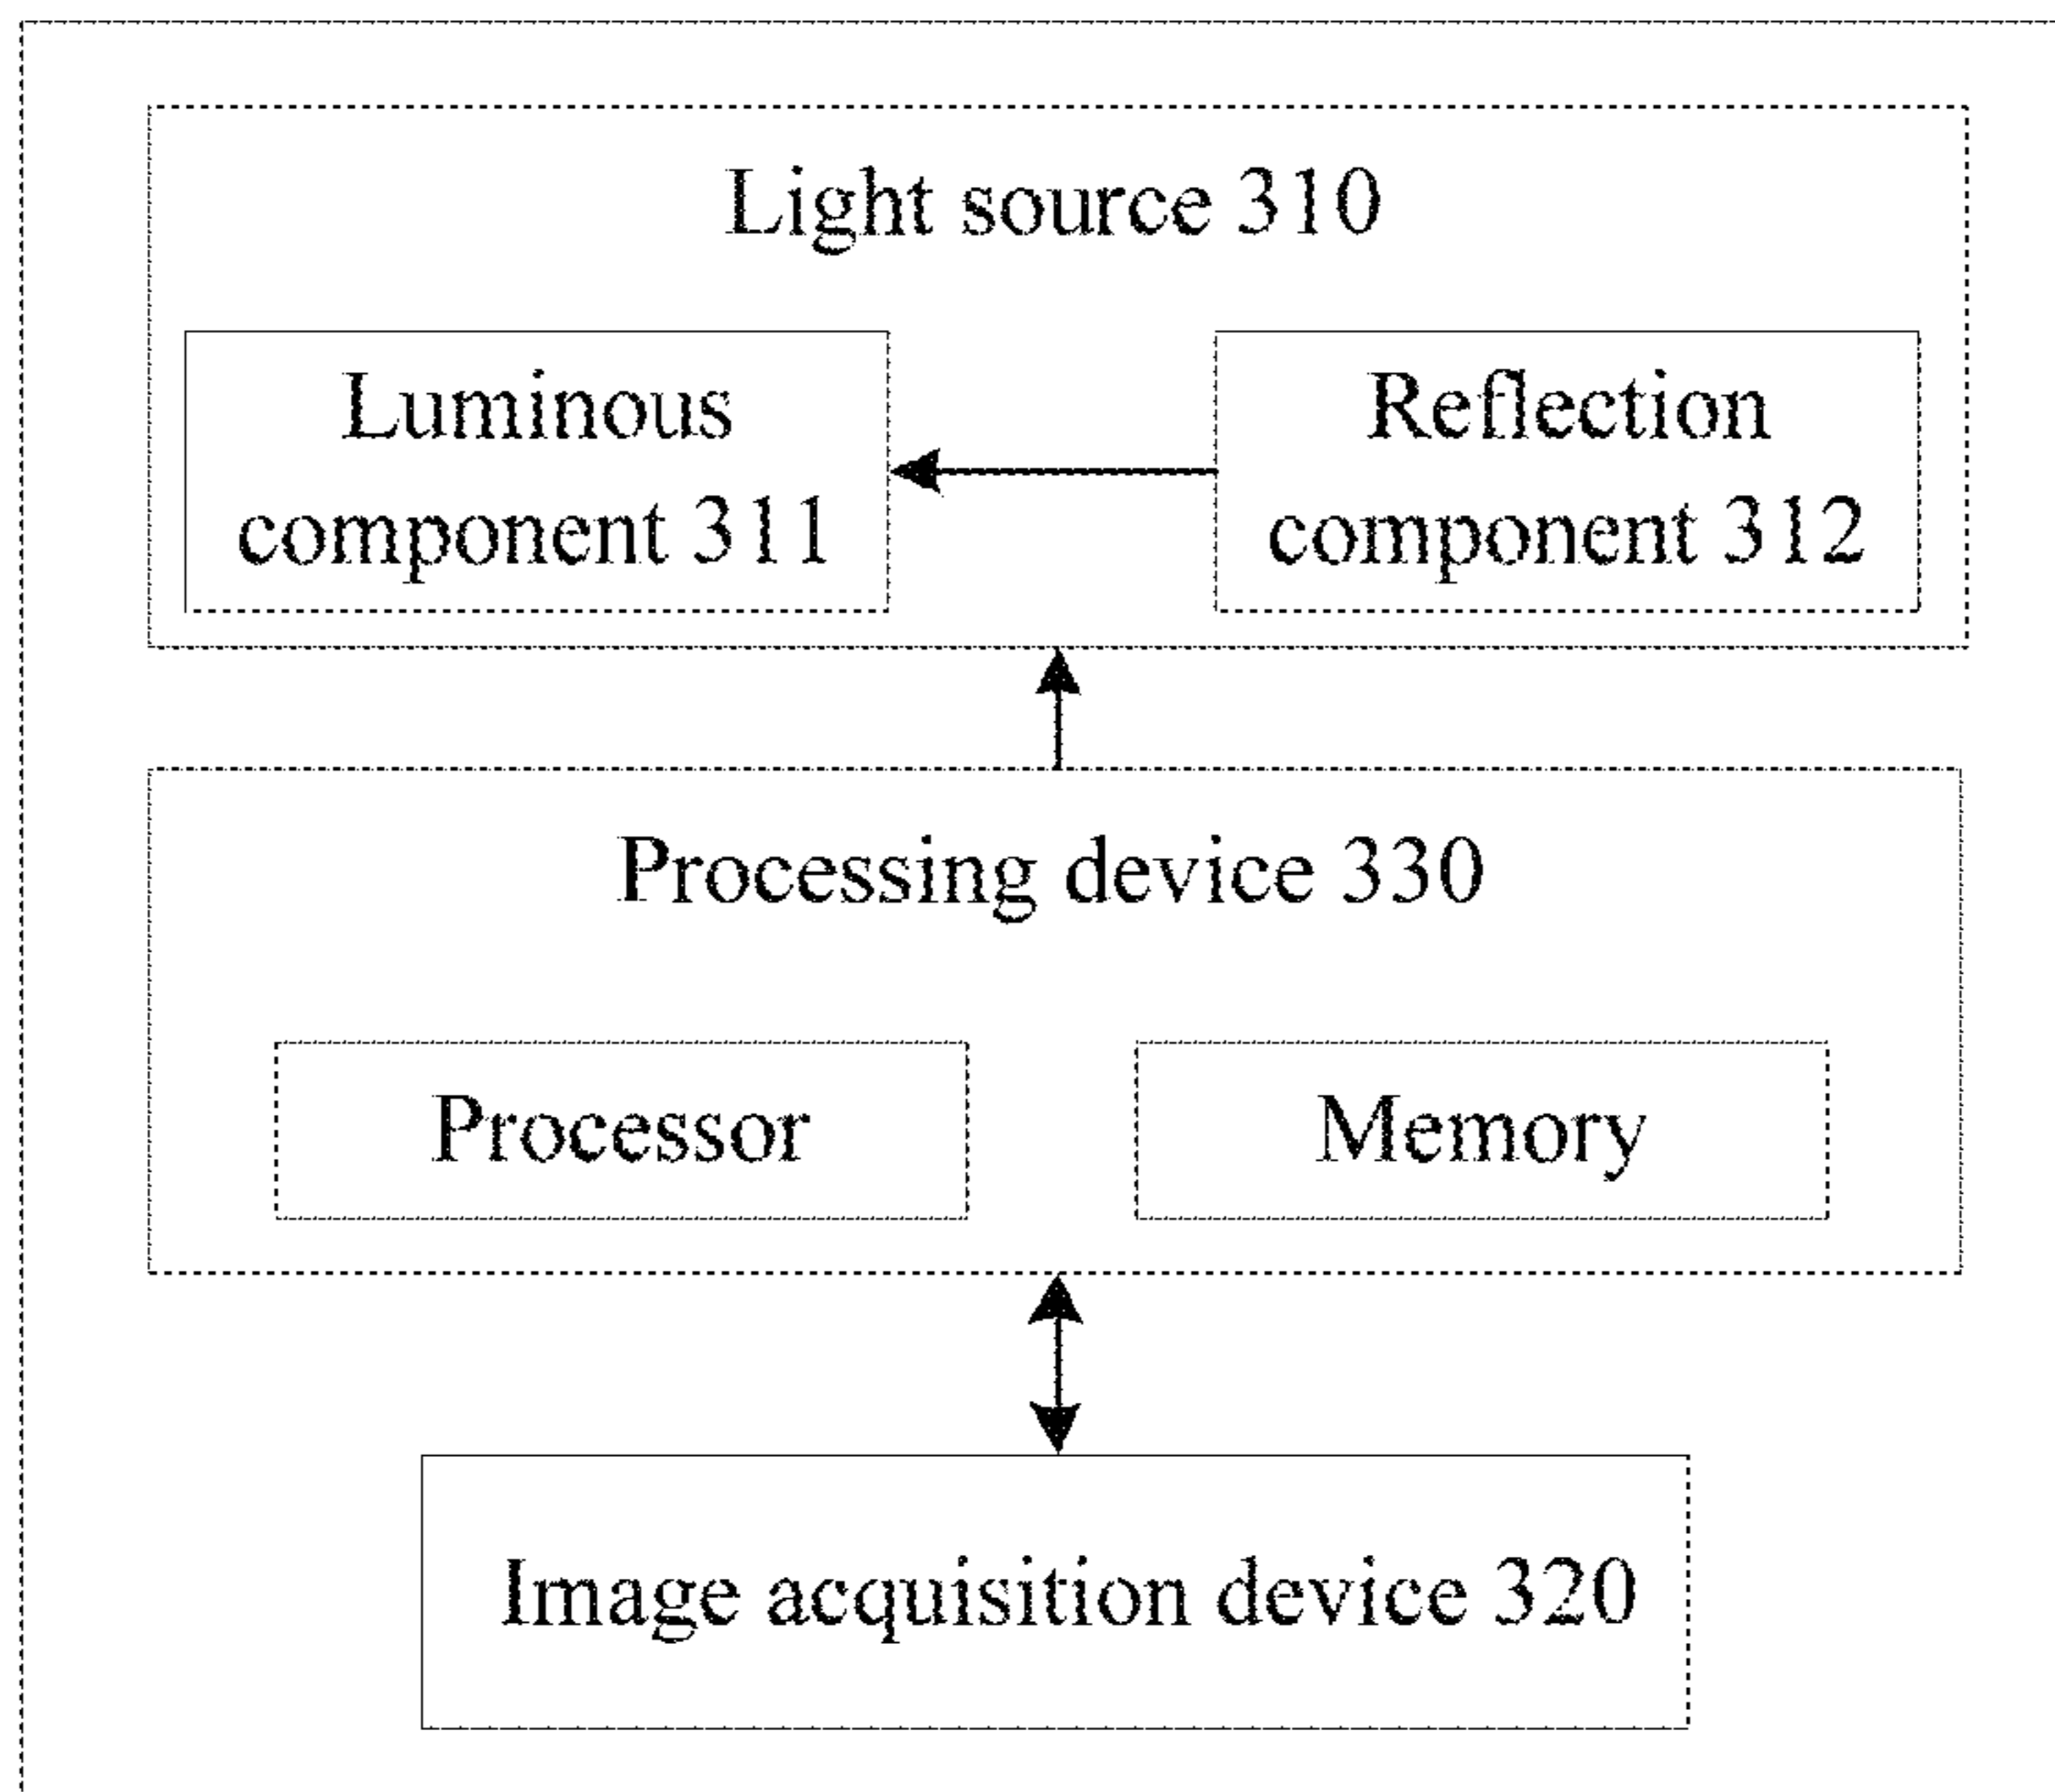 Light source 310
Luminous
component 311
Reflection
component 312
Processing device 330
Processor
Memory
Image acquisition device 320